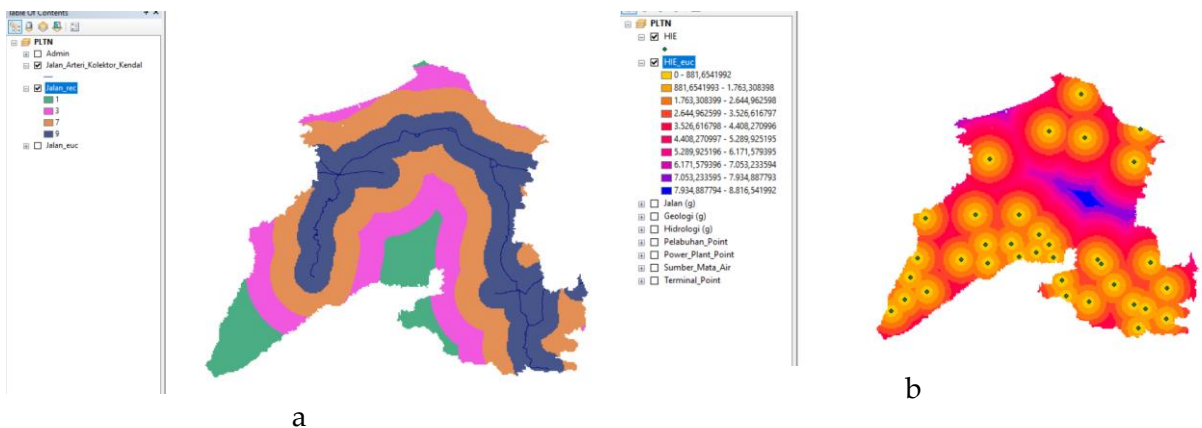 Table Of Contents
PLTN
Admin
Jalan_Arteri_Kolektor_Kendal
Jalan_rec
1
3
7
9
Jalan_euc
a
PLTN
HIE
HIE_euc
0 - 881,6541992
881,6541993 - 1.763,308398
1.763,308399 - 2.644,962598
2.644,962599 - 3.526,616797
3.526,616798 - 4.408,270996
4.408,270997 - 5.289,925195
5.289,925196 - 6.171,579395
6.171,579396 - 7.053,233594
7.053,233595 - 7.934,887793
7.934,887794 - 8.816,541992
Jalan (g)
Geologi (g)
Hidrologi (g)
Pelabuhan_Point
Power_Plant_Point
Sumber_Mata_Air
Terminal_Point
b